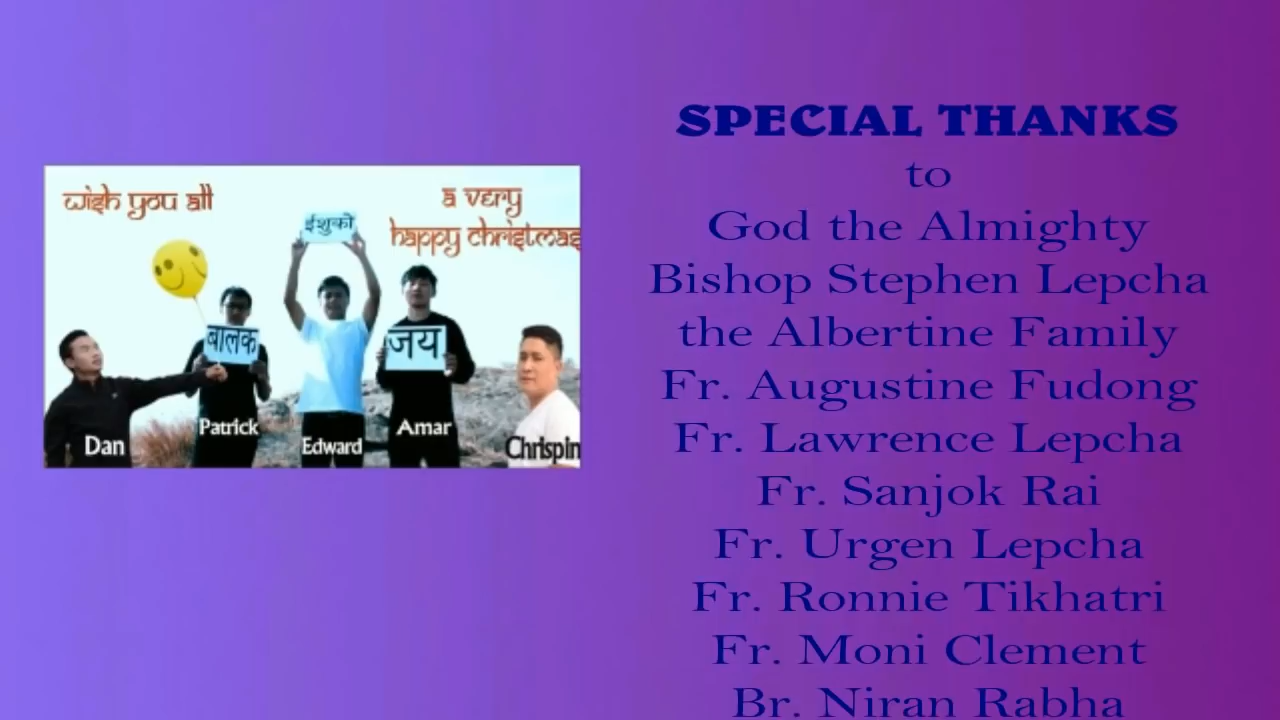 wish you all
a very
happy christmas
ईशुको
बालक
जय
Dan
Patrick
Edward
Amar
Chrispin
SPECIAL THANKS
to
God the Almighty
Bishop Stephen Lepcha
the Albertine Family
Fr. Augustine Fudong
Fr. Lawrence Lepcha
Fr. Sanjok Rai
Fr. Urgen Lepcha
Fr. Ronnie Tikhatri
Fr. Moni Clement
Br. Niran Rabha